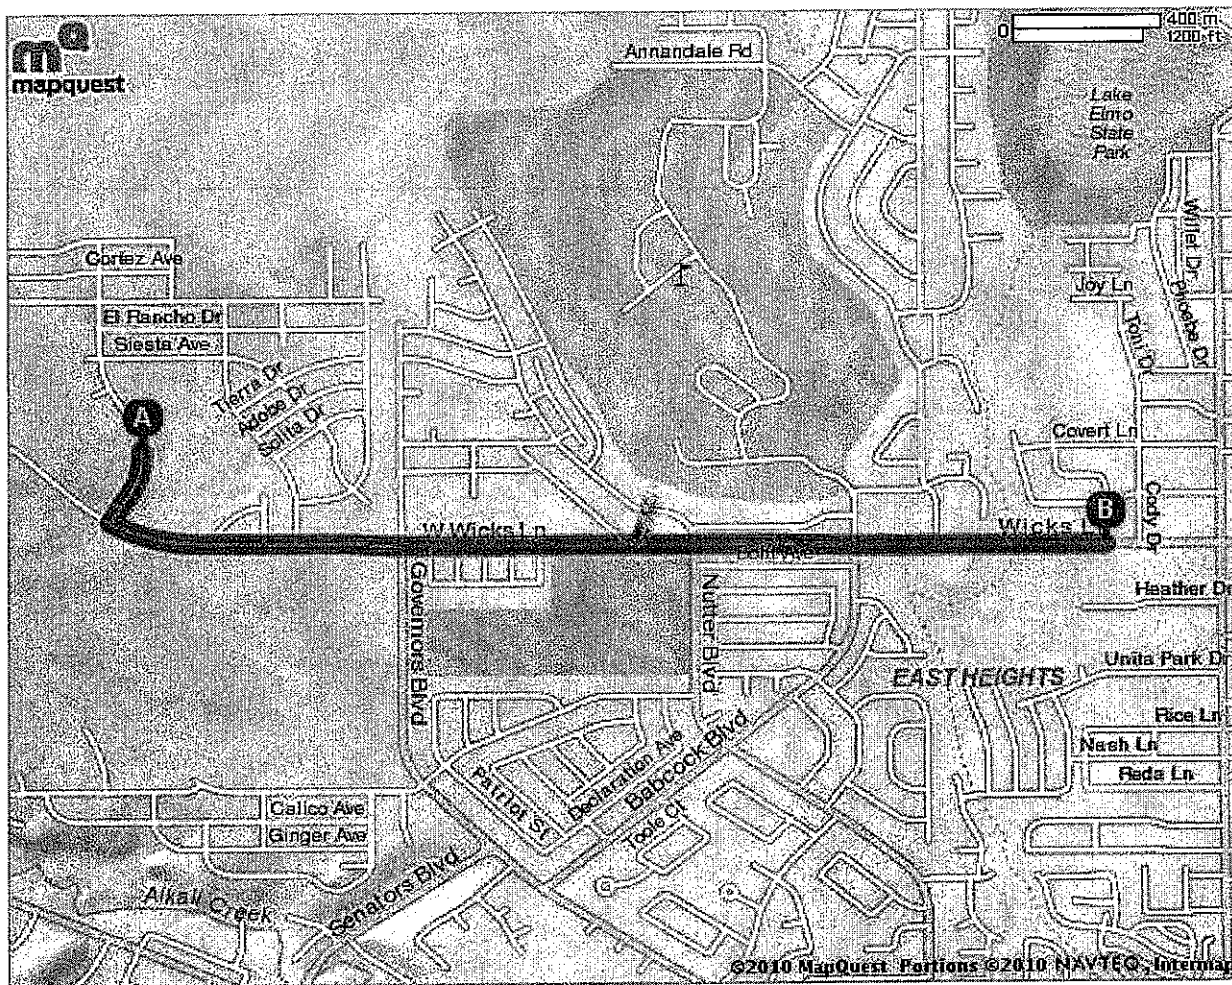 mapquest
0
400 m
1200 ft
Annandale Rd
Lake
Elmo
State
Park
Willet Dr
Cortez Ave
Joy Ln
Phoebe Dr
El Rancho Dr
Siesta Ave
Toni Dr
Tierra Dr
Adobe Dr
Solita Dr
A
Covert Ln
B
Cody Dr
W Wicks Ln
Wicks L
Governors Blvd
Nutter Blvd
Heather Dr
EAST HEIGHTS
Unita Park D
Rice Ln
Nash Ln
Reda Ln
Declaration Ave
Babcock Blvd
Patriot St
Toole Ct
Calico Ave
Ginger Ave
Senators Blvd
Alkali Creek
©2010 MapQuest Portions ©2010 NAVTEQ, Intermap